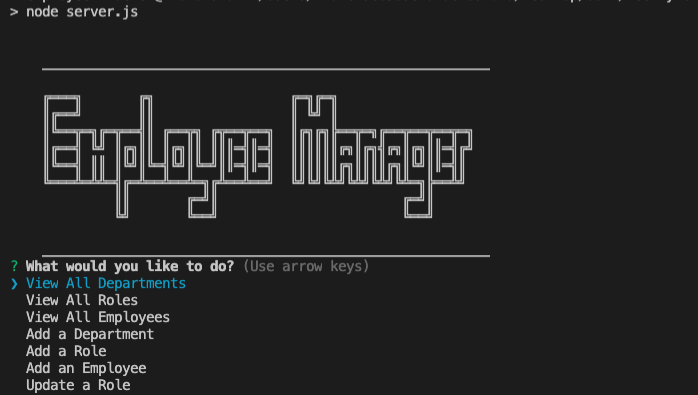 > node server.js
Employee Manager
? What would you like to do? (Use arrow keys)
❯ View All Departments
View All Roles
View All Employees
Add a Department
Add a Role
Add an Employee
Update a Role